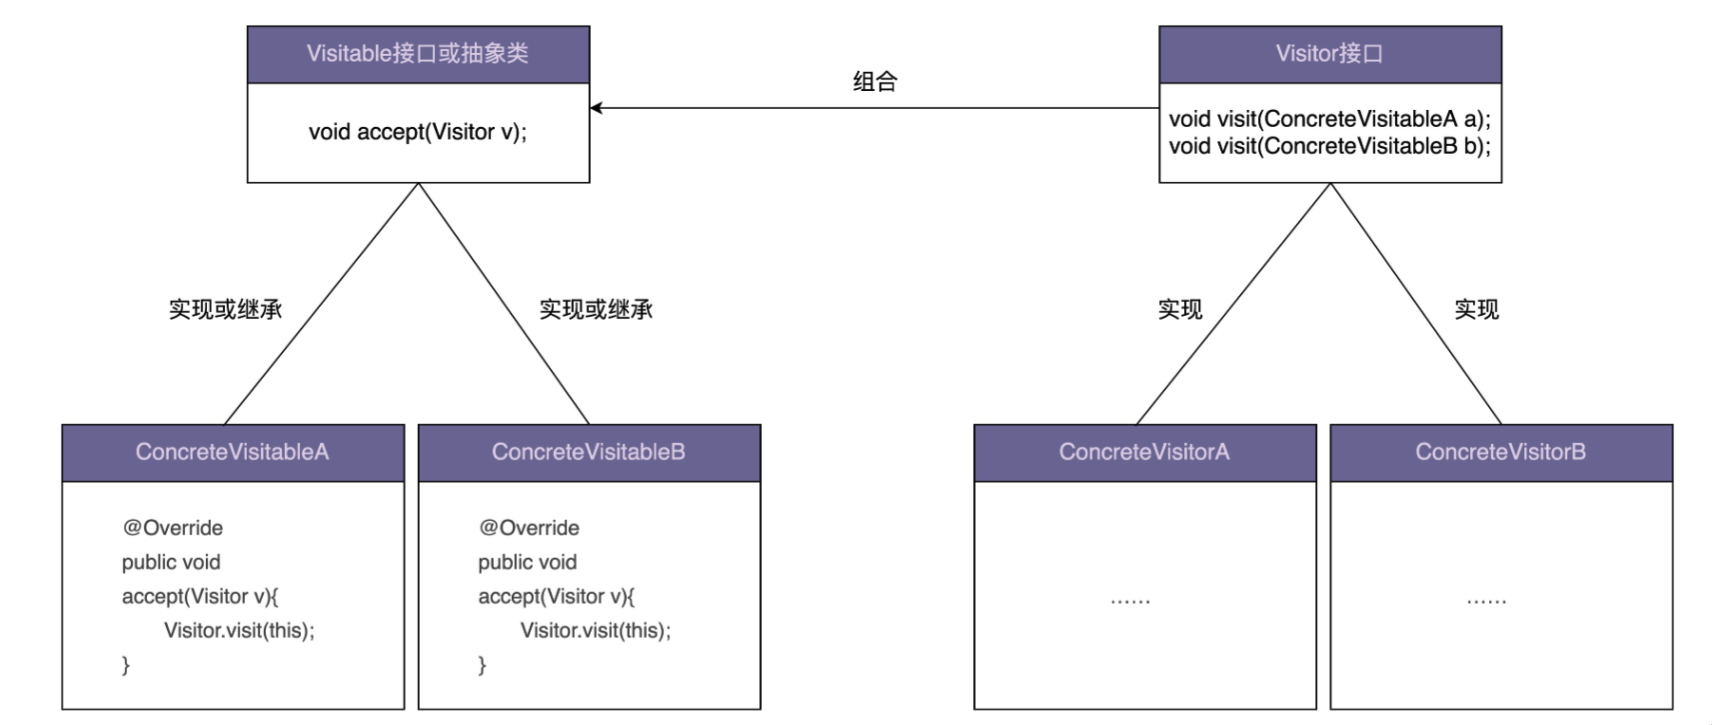 Visitable接口或抽象类
void accept(Visitor v);
组合
Visitor接口
void visit(ConcreteVisitableA a);
void visit(ConcreteVisitableB b);
实现或继承
实现或继承
实现
实现
ConcreteVisitableA
@Override
public void
accept(Visitor v){
Visitor.visit(this);
}
ConcreteVisitableB
@Override
public void
accept(Visitor v){
Visitor.visit(this);
}
ConcreteVisitorA
......
ConcreteVisitorB
......